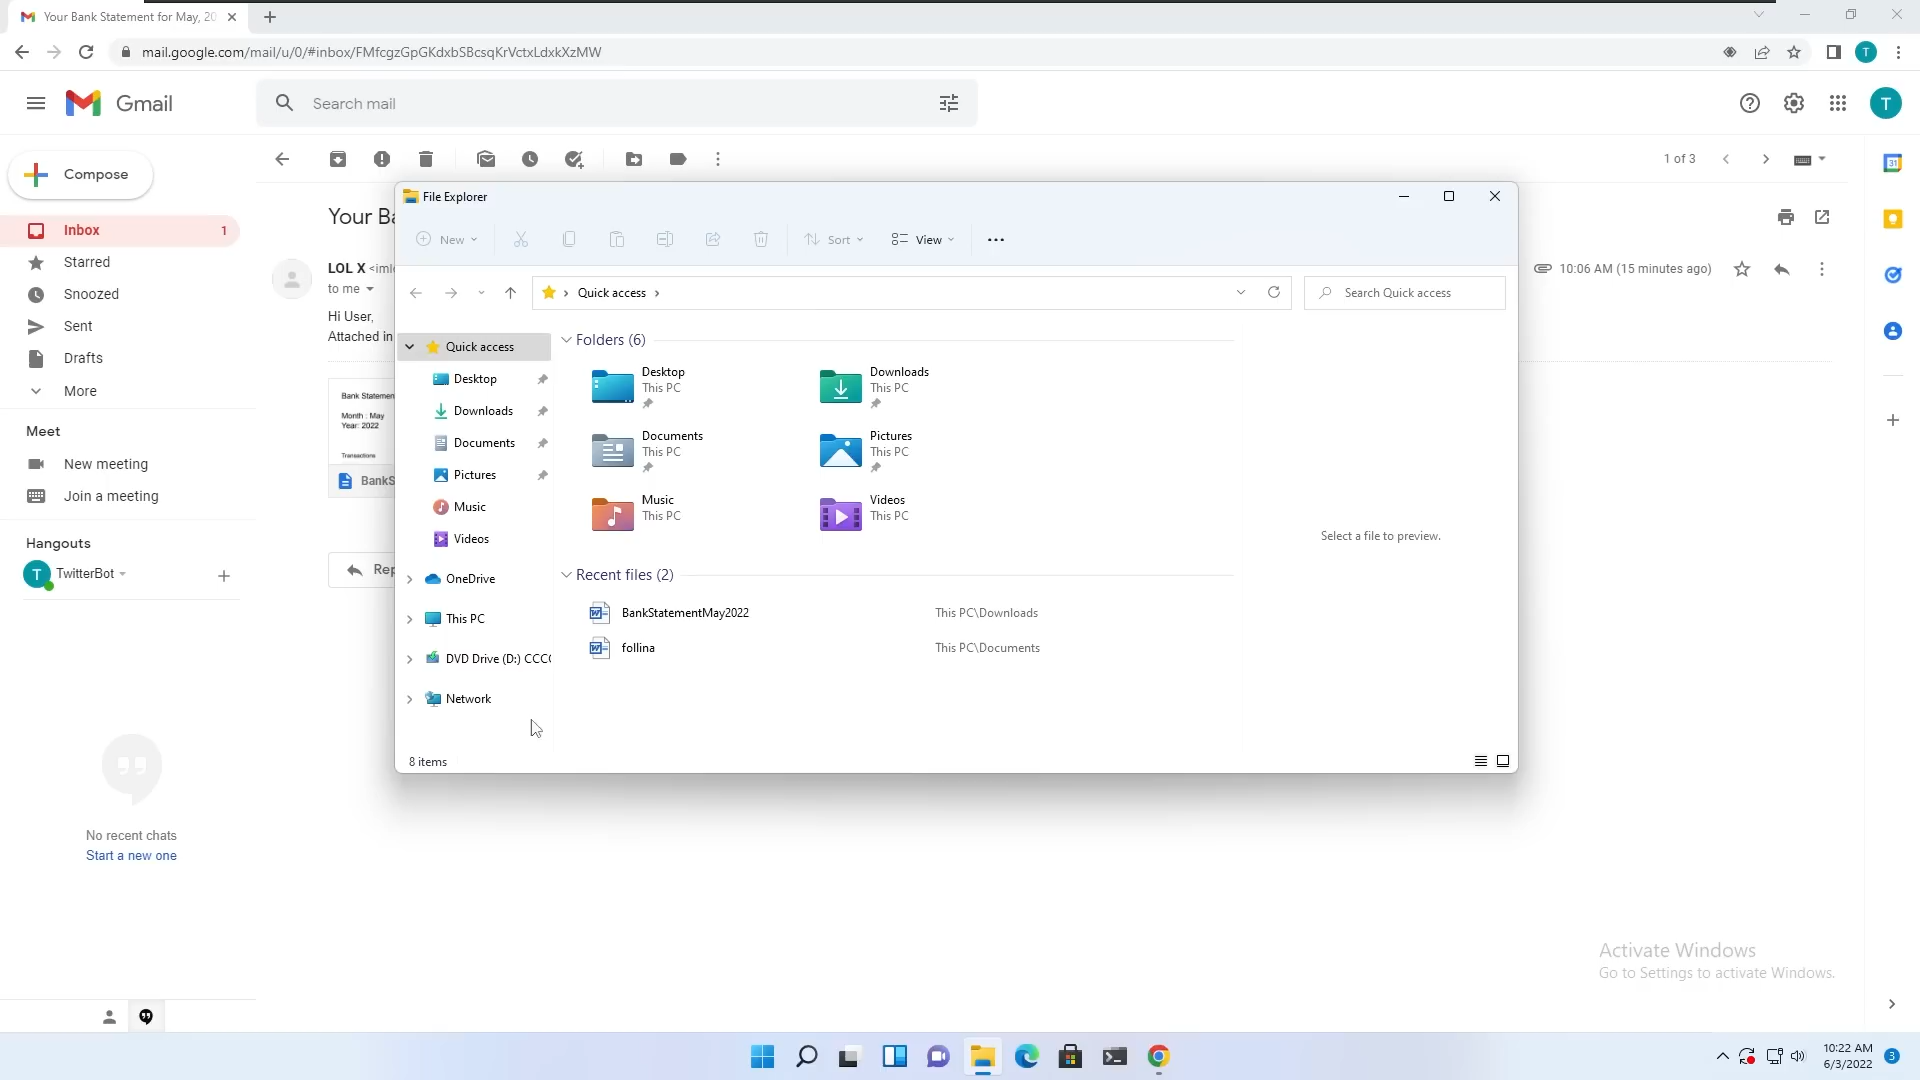 Your Bank Statement for May, 20
mail.google.com/mail/u/0/#inbox/FMfcgzGpGKdxbSBcsqKrVctxLdxkXzMW
T
Gmail
Search mail
T
Compose
1 of 3
31
Inbox 1
Starred
Snoozed
Sent
Drafts
More
Meet
New meeting
Join a meeting
Hangouts
T TwitterBot
No recent chats
Start a new one
Your Ba
LOL X <iml
to me
10:06 AM (15 minutes ago)
Hi User,
Attached in
Bank Statemen
Month : May
Year: 2022
Transactions
BankS
Rep
File Explorer
New
Sort
View
Quick access
Search Quick access
Quick access
Desktop
Downloads
Documents
Pictures
Music
Videos
OneDrive
This PC
DVD Drive (D:) CCC
Network
Folders (6)
Desktop
This PC
Downloads
This PC
Documents
This PC
Pictures
This PC
Music
This PC
Videos
This PC
Recent files (2)
BankStatementMay2022 This PC\Downloads
follina This PC\Documents
Select a file to preview.
8 items
Activate Windows
Go to Settings to activate Windows.
10:22 AM
6/3/2022
3